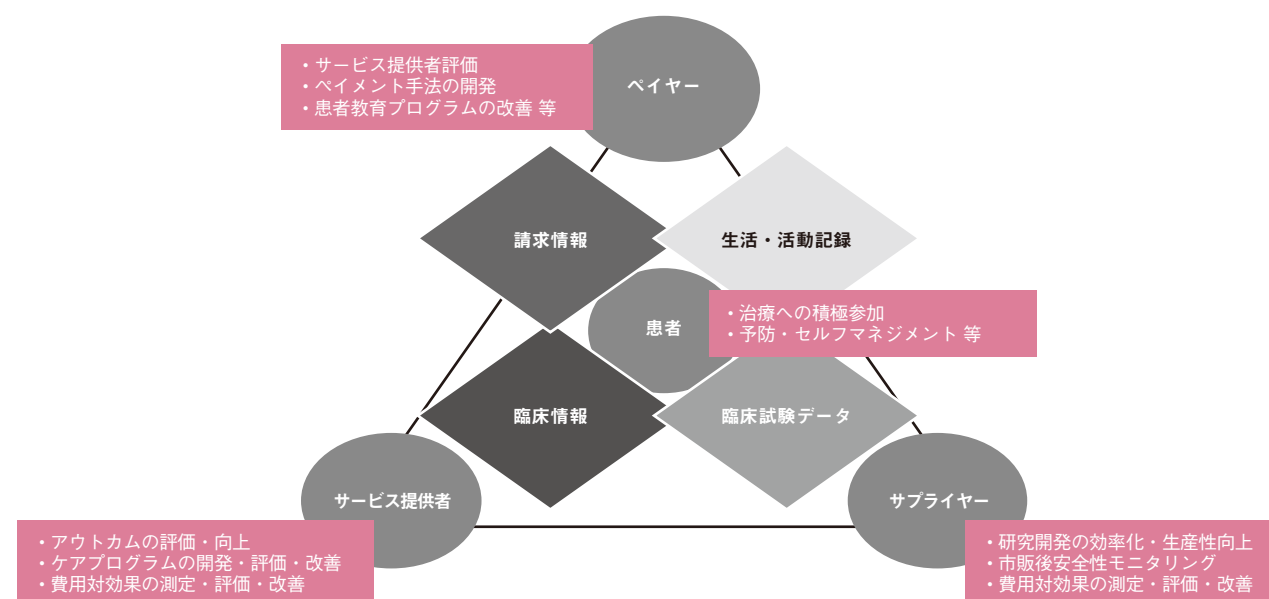 ・サービス提供者評価
・ペイメント手法の開発
・患者教育プログラムの改善 等
ペイヤー
請求情報
生活・活動記録
患者
・治療への積極参加
・予防・セルフマネジメント 等
臨床情報
臨床試験データ
サービス提供者
サプライヤー
・アウトカムの評価・向上
・ケアプログラムの開発・評価・改善
・費用対効果の測定・評価・改善
・研究開発の効率化・生産性向上
・市販後安全性モニタリング
・費用対効果の測定・評価・改善